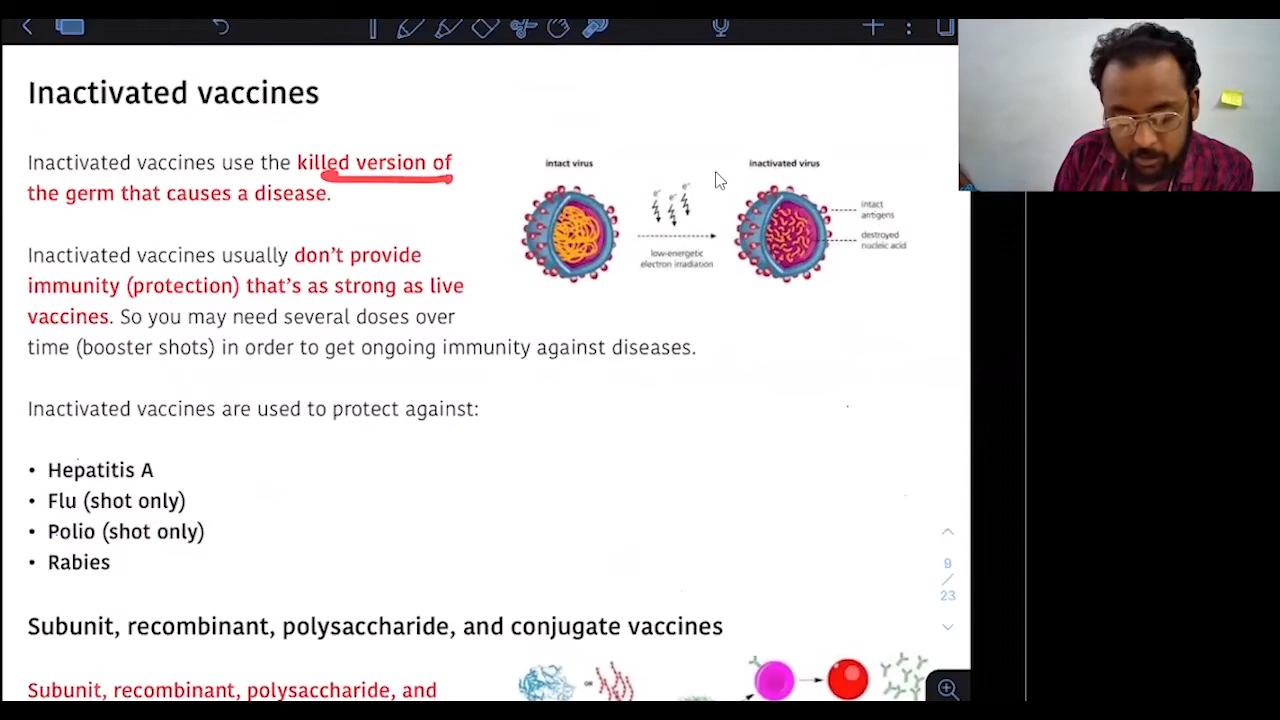 Inactivated vaccines
Inactivated vaccines use the killed version of
the germ that causes a disease.
intact virus
inactivated virus
e⁻ e⁻ e⁻
low-energetic
electron irradiation
intact
antigens
destroyed
nucleic acid
Inactivated vaccines usually don't provide
immunity (protection) that's as strong as live
vaccines. So you may need several doses over
time (booster shots) in order to get ongoing immunity against diseases.
Inactivated vaccines are used to protect against:
• Hepatitis A
• Flu (shot only)
• Polio (shot only)
• Rabies
9
/
23
Subunit, recombinant, polysaccharide, and conjugate vaccines
Subunit, recombinant, polysaccharide, and
OR